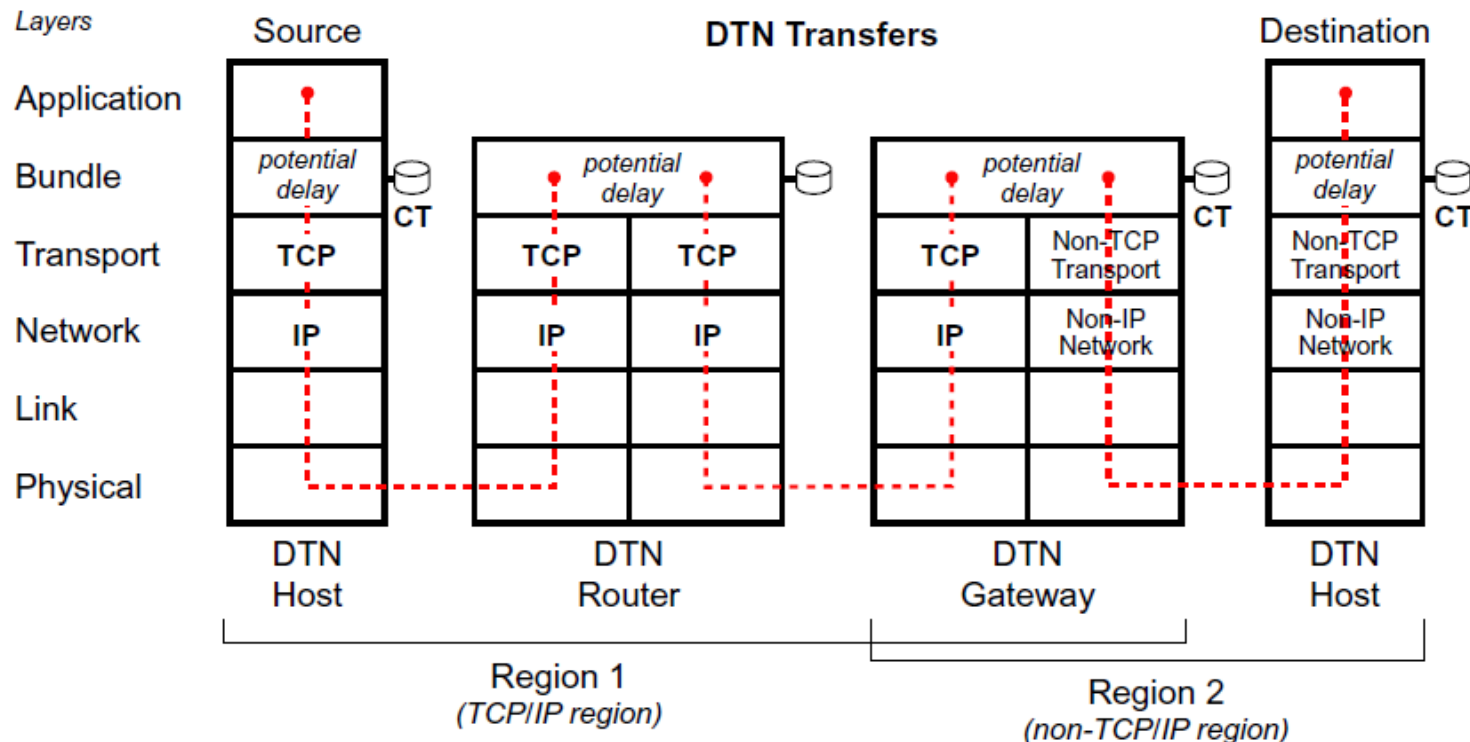 Layers
Source
DTN Transfers
Destination
Application
Bundle
potential
delay
CT
potential
delay
potential
delay
CT
potential
delay
CT
Transport
TCP
TCP
TCP
TCP
Non-TCP
Transport
Non-TCP
Transport
Network
IP
IP
IP
IP
Non-IP
Network
Non-IP
Network
Link
Physical
DTN
Host
DTN
Router
DTN
Gateway
DTN
Host
Region 1
(TCP/IP region)
Region 2
(non-TCP/IP region)